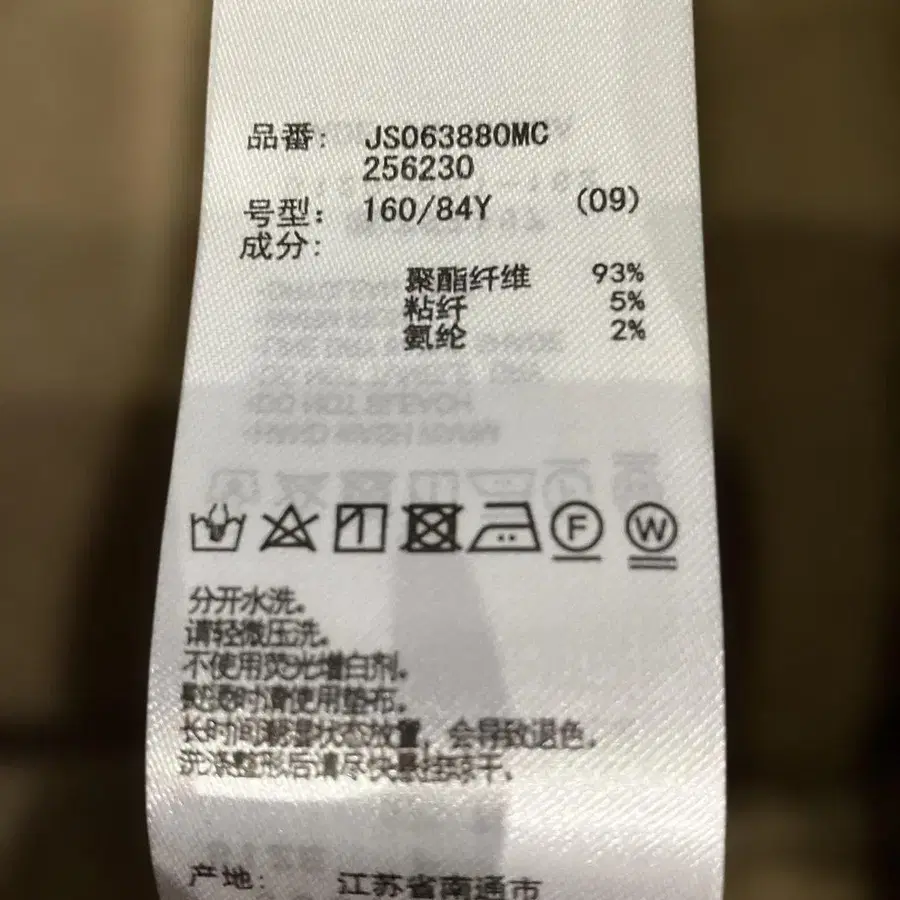 品番: JS063880MC
256230
号型: 160/84Y (09)
成分:
聚酯纤维 93%
粘纤 5%
氨纶 2%
F W
分开水洗。
请轻微压洗。
不使用荧光增白剂。
熨烫时请使用垫布。
长时间潮湿状态放置，会导致退色。
洗涤整形后请尽快悬挂晾干。
产地: 江苏省南通市